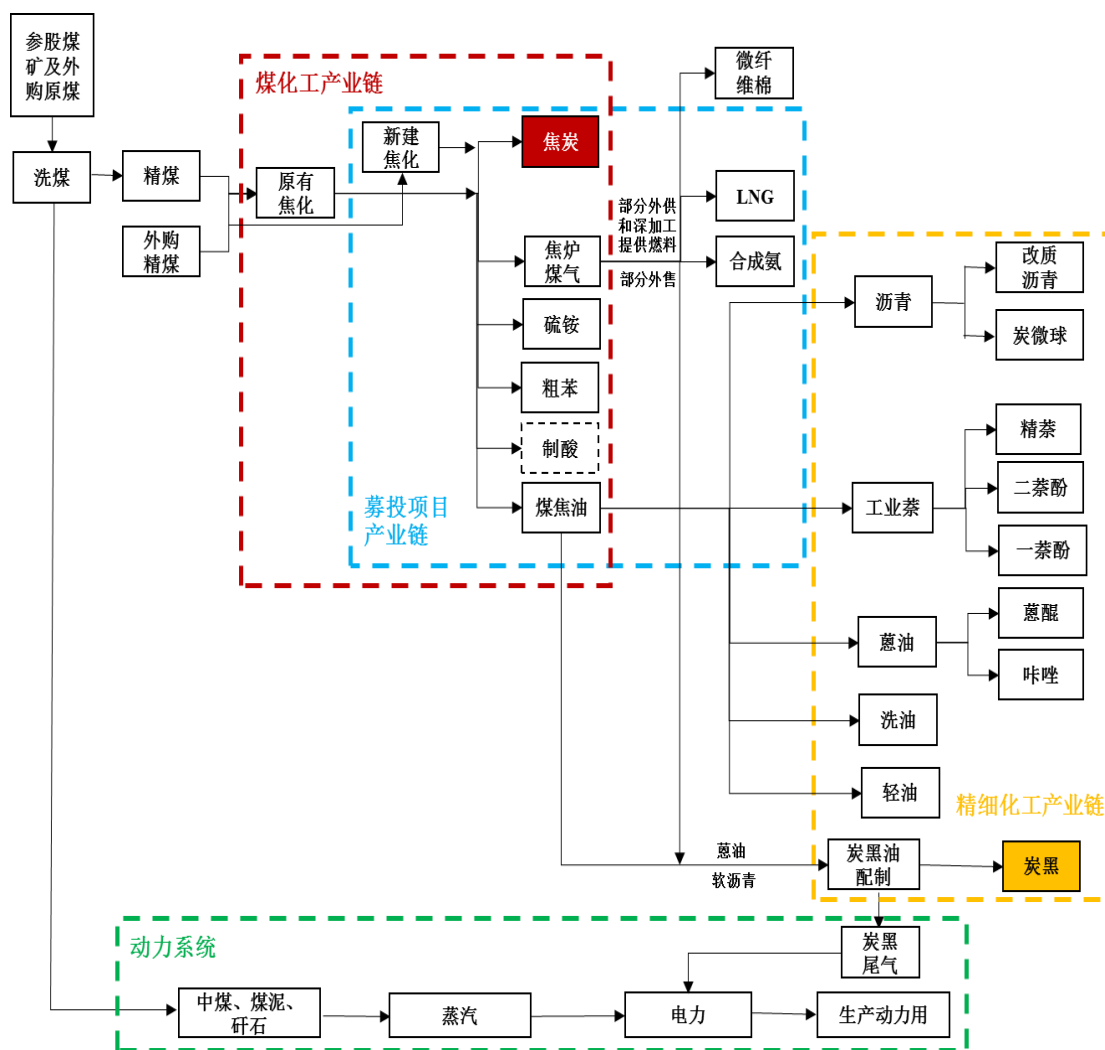 参股煤
矿及外
购原煤
微纤
维棉
煤化工产业链
新建
焦化
焦炭
洗煤
精煤
原有
焦化
LNG
部分外供
和深加工
提供燃料
外购
精煤
焦炉
煤气
部分外售
合成氨
改质
沥青
沥青
硫铵
炭微球
粗苯
制酸
精萘
募投项目
产业链
煤焦油
工业萘
二萘酚
一萘酚
蒽醌
蒽油
咔唑
洗油
轻油
精细化工产业链
蒽油
软沥青
炭黑油
配制
炭黑
动力系统
炭黑
尾气
中煤、煤泥、
矸石
蒸汽
电力
生产动力用